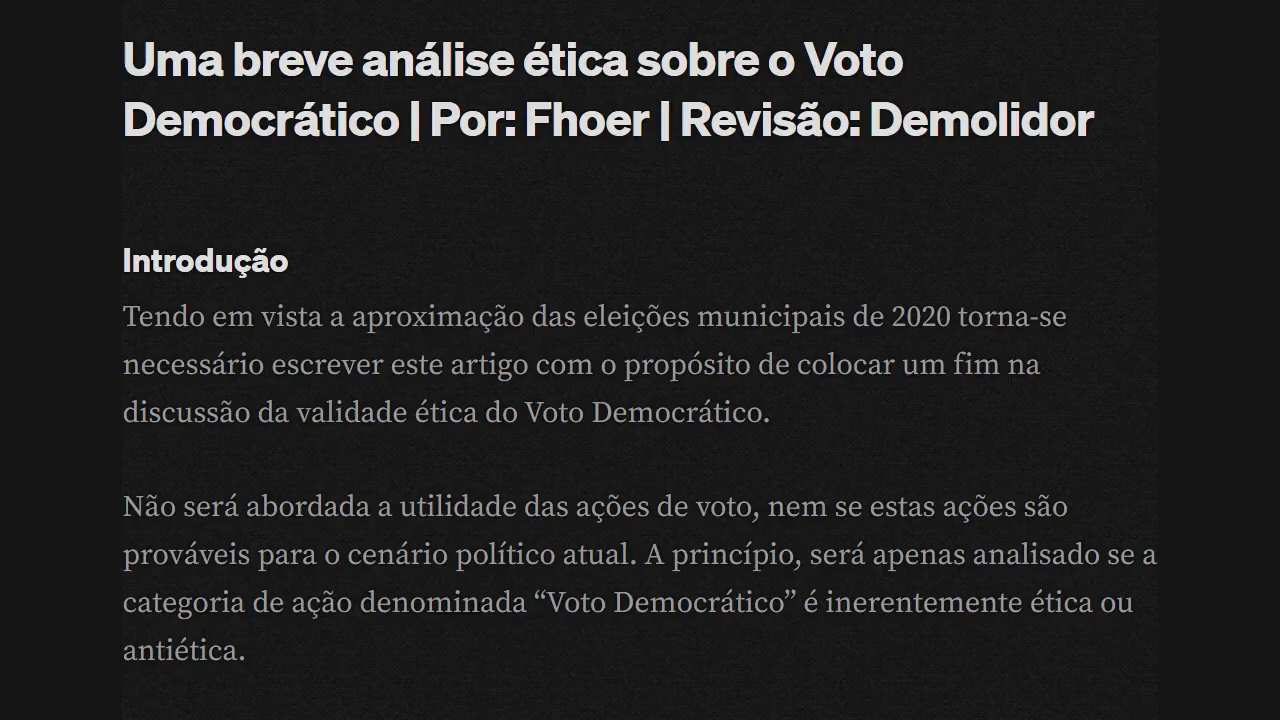 Uma breve análise ética sobre o Voto
Democrático | Por: Fhoer | Revisão: Demolidor
Introdução
Tendo em vista a aproximação das eleições municipais de 2020 torna-se
necessário escrever este artigo com o propósito de colocar um fim na
discussão da validade ética do Voto Democrático.
Não será abordada a utilidade das ações de voto, nem se estas ações são
prováveis para o cenário político atual. A princípio, será apenas analisado se a
categoria de ação denominada “Voto Democrático” é inerentemente ética ou
antiética.